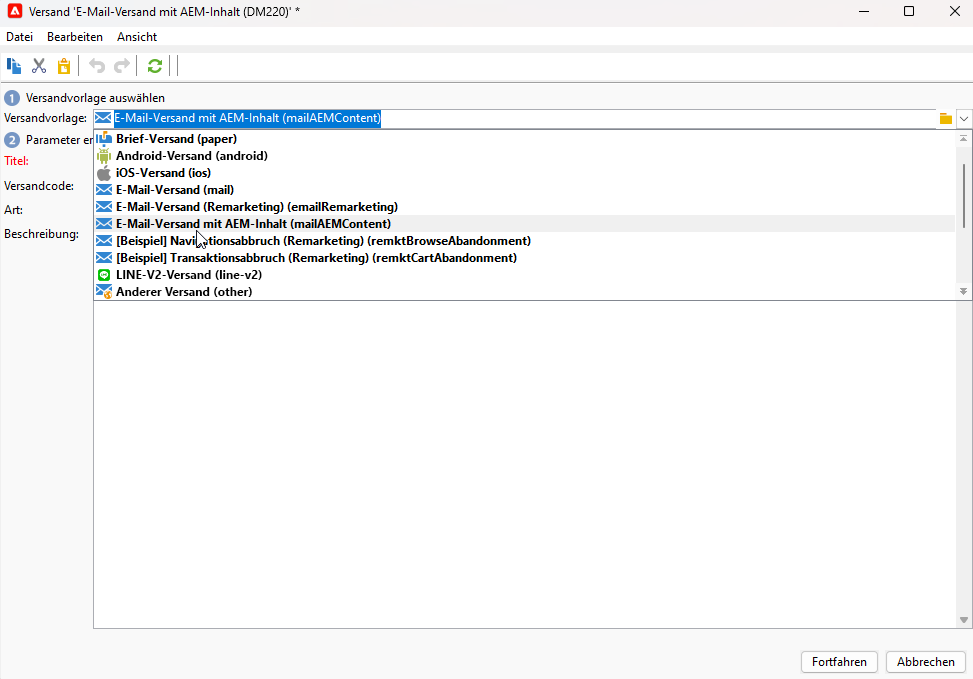 Versand 'E-Mail-Versand mit AEM-Inhalt (DM220)' *
Datei Bearbeiten Ansicht
1 Versandvorlage auswählen
Versandvorlage: E-Mail-Versand mit AEM-Inhalt (mailAEMContent)
2 Parameter er
Brief-Versand (paper)
Android-Versand (android)
Titel:
iOS-Versand (ios)
Versandcode:
E-Mail-Versand (mail)
E-Mail-Versand (Remarketing) (emailRemarketing)
Art:
E-Mail-Versand mit AEM-Inhalt (mailAEMContent)
Beschreibung:
[Beispiel] Navigationsabbruch (Remarketing) (remktBrowseAbandonment)
[Beispiel] Transaktionsabbruch (Remarketing) (remktCartAbandonment)
LINE-V2-Versand (line-v2)
Anderer Versand (other)
Fortfahren Abbrechen